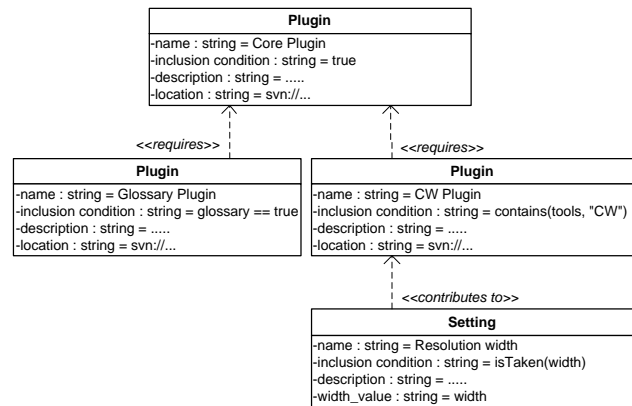 Plugin
-name : string = Core Plugin
-inclusion condition : string = true
-description : string = .....
-location : string = svn://...
<<requires>>
<<requires>>
Plugin
-name : string = Glossary Plugin
-inclusion condition : string = glossary == true
-description : string = .....
-location : string = svn://...
Plugin
-name : string = CW Plugin
-inclusion condition : string = contains(tools, "CW")
-description : string = .....
-location : string = svn://...
<<contributes to>>
Setting
-name : string = Resolution width
-inclusion condition : string = isTaken(width)
-description : string = .....
-width_value : string = width